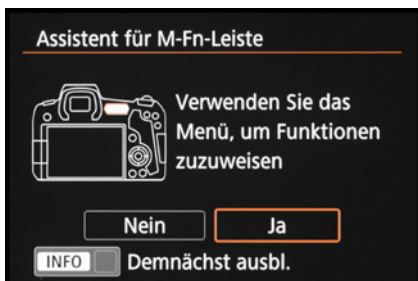 Assistent für M-Fn-Leiste
Verwenden Sie das
Menü, um Funktionen
zuzuweisen
Nein
Ja
INFO Demnächst ausbl.